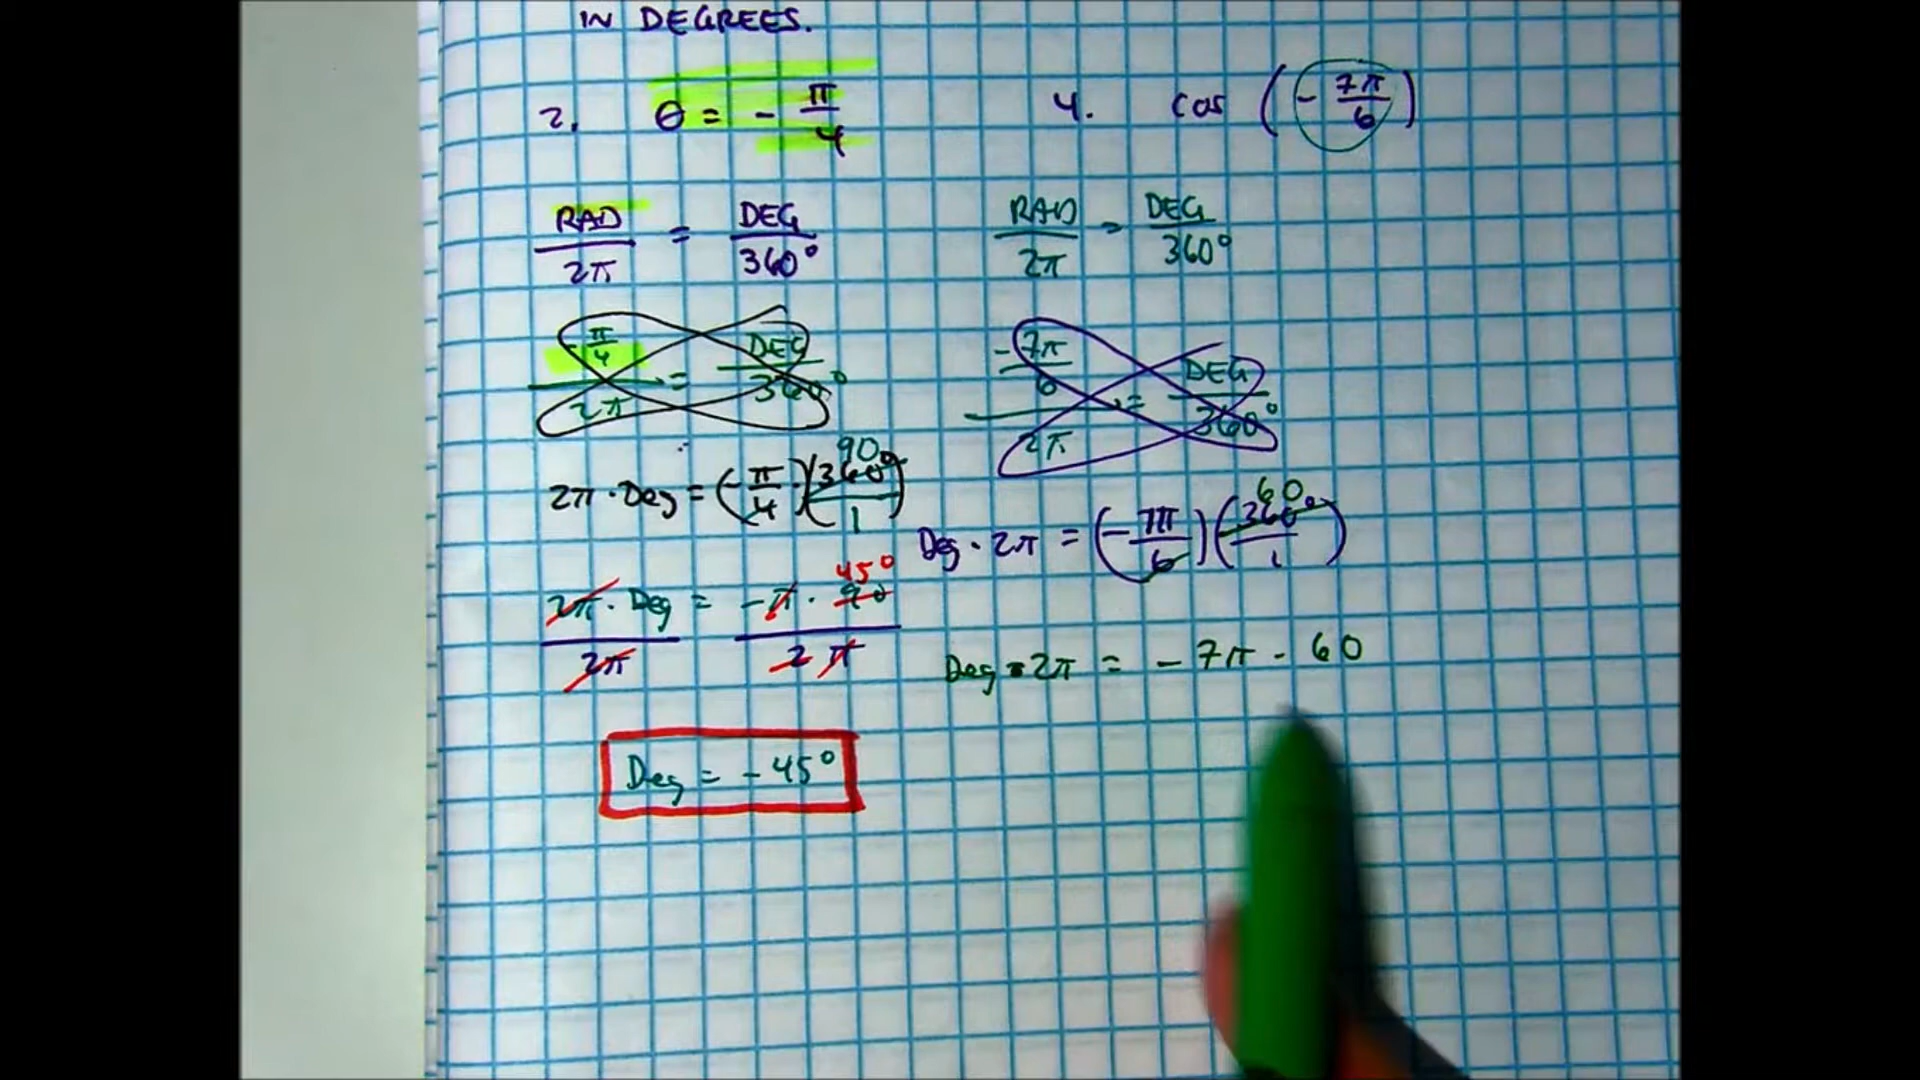 IN DEGREES.
2. θ = - π/4
RAD/2π = DEG/360°
-π/4 / 2π = DEG/360°
2π · Deg = (-π/4)(360°/1) 90
2π · Deg / 2π = -π · 90 / 2π 45°
Deg = -45°
4. cos (-7π/6)
RAD/2π = DEG/360°
-7π/6 / 2π = DEG/360°
Deg · 2π = (-7π/6)(360°/1) 60
Deg · 2π = -7π - 60